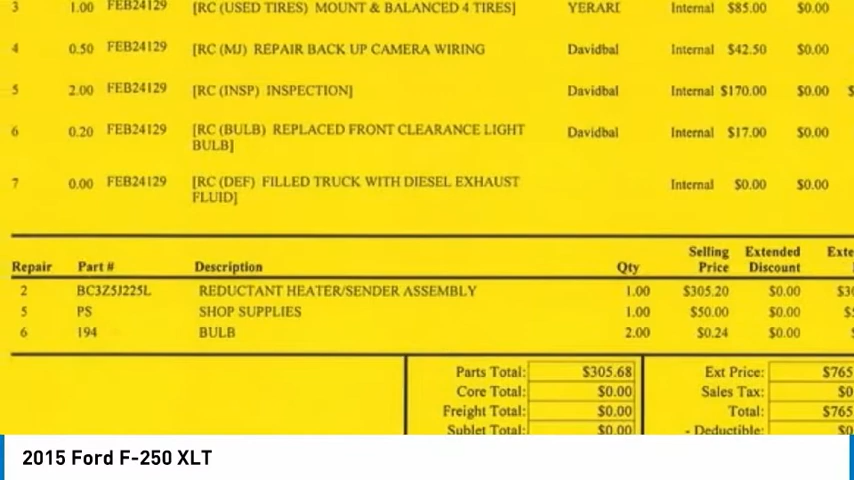 3 1.00 FEB24129 [RC (USED TIRES) MOUNT & BALANCED 4 TIRES] YERARI Internal $85.00 $0.00
4 0.50 FEB24129 [RC (MJ) REPAIR BACK UP CAMERA WIRING Davidbal Internal $42.50 $0.00
5 2.00 FEB24129 [RC (INSP) INSPECTION] Davidbal Internal $170.00 $0.00 $
6 0.20 FEB24129 [RC (BULB) REPLACED FRONT CLEARANCE LIGHT Davidbal Internal $17.00 $0.00
BULB]
7 0.00 FEB24129 [RC (DEF) FILLED TRUCK WITH DIESEL EXHAUST Internal $0.00 $0.00
FLUID]
Selling Extended Exte
Repair Part # Description Qty Price Discount
2 BC3Z5J225L REDUCTANT HEATER/SENDER ASSEMBLY 1.00 $305.20 $0.00 $30
5 PS SHOP SUPPLIES 1.00 $50.00 $0.00 $
6 194 BULB 2.00 $0.24 $0.00
Parts Total: $305.68 Ext Price: $765
Core Total: $0.00 Sales Tax: $0
Freight Total: $0.00 Total: $765
Sublet Total: $0.00 - Deductible: $0
2015 Ford F-250 XLT